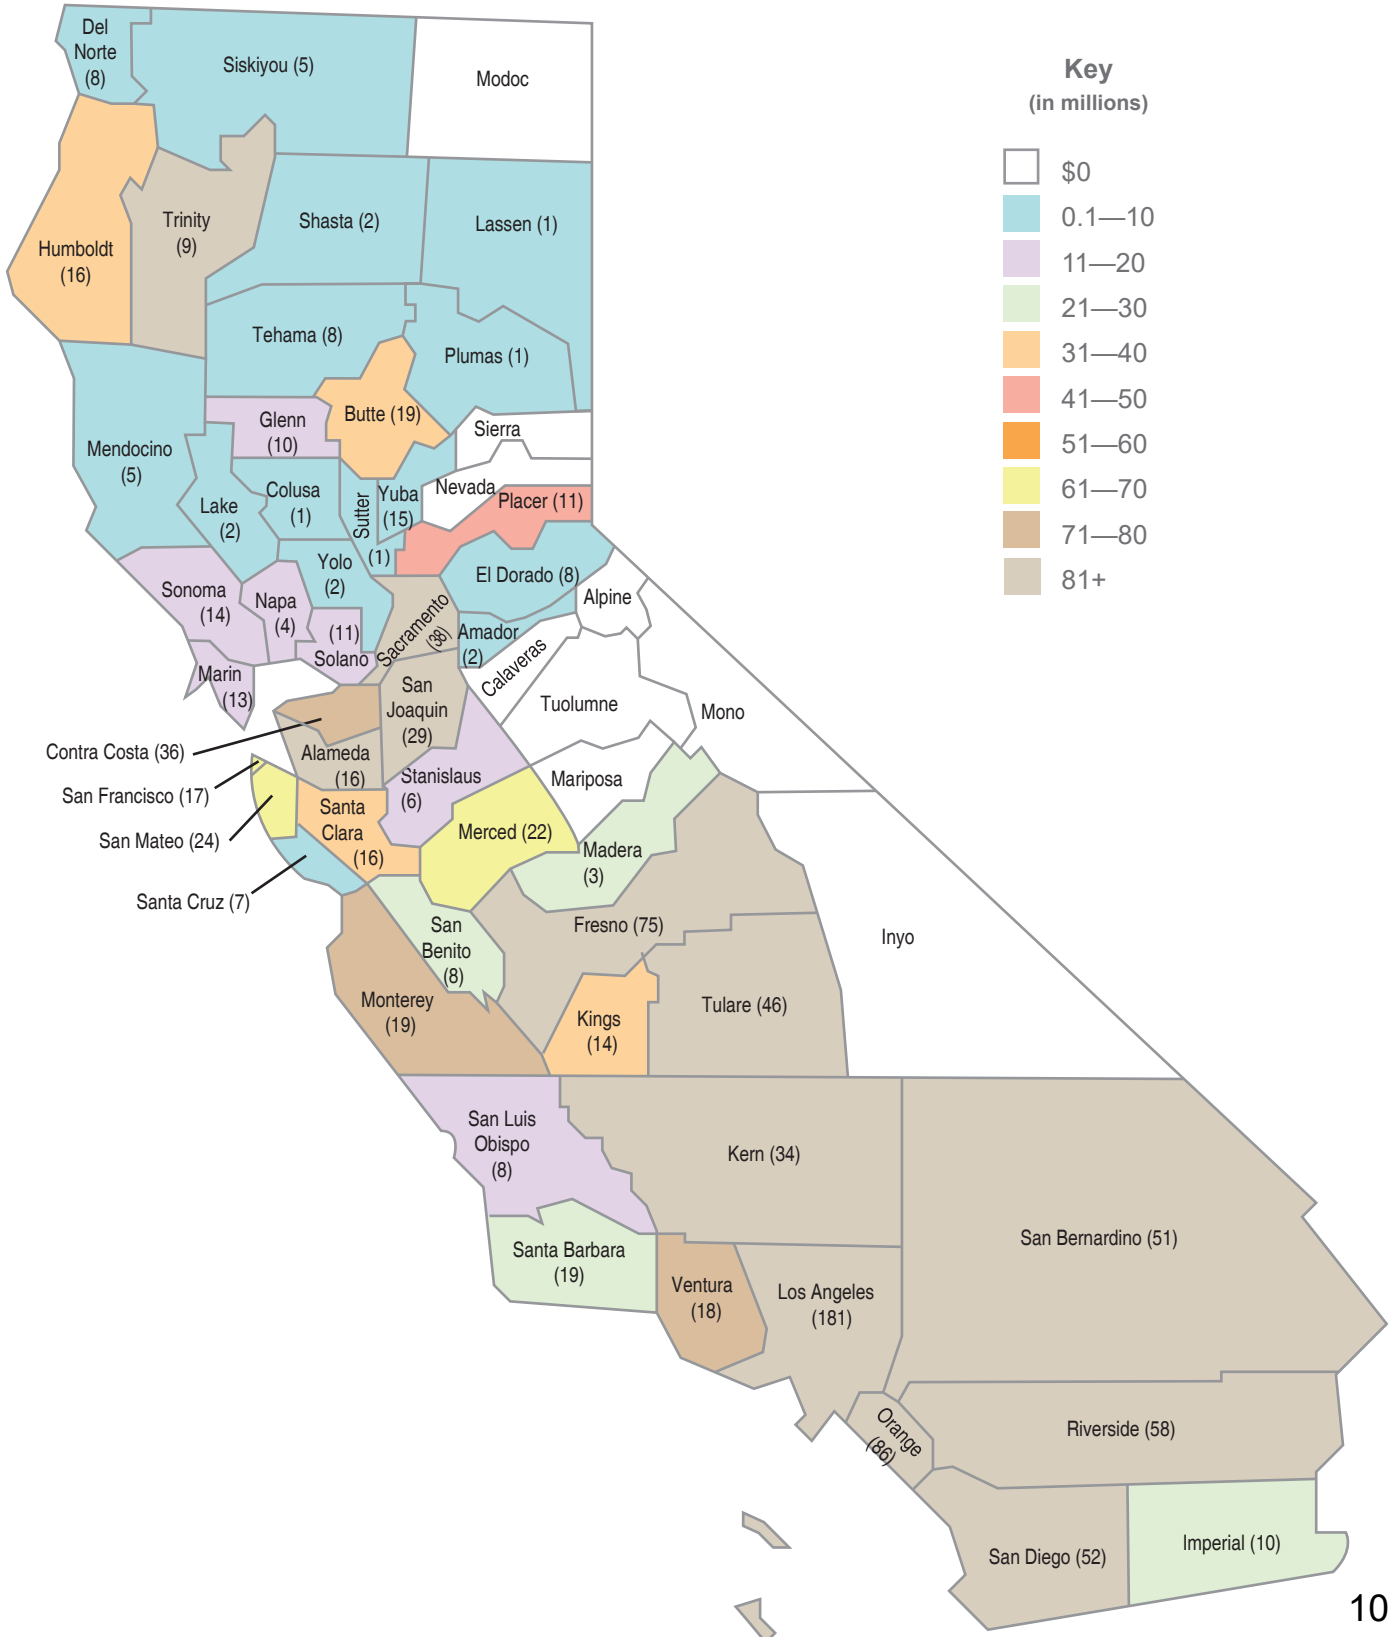 Del
Norte
(8)
Siskiyou (5)
Modoc
Key
(in millions)
$0
0.1—10
11—20
21—30
31—40
41—50
51—60
61—70
71—80
81+
Humboldt
(16)
Trinity
(9)
Shasta (2)
Lassen (1)
Tehama (8)
Plumas (1)
Mendocino
(5)
Glenn
(10)
Butte (19)
Sierra
Lake
(2)
Colusa
(1)
Sutter
(1)
Yuba
(15)
Nevada
Placer (11)
Sonoma
(14)
Napa
(4)
Yolo
(2)
(11)
Solano
Sacramento
(38)
El Dorado (8)
Amador
(2)
Alpine
Marin
(13)
Calaveras
San
Joaquin
(29)
Tuolumne
Mono
Contra Costa (36)
Alameda
(16)
Stanislaus
(6)
Mariposa
San Francisco (17)
San Mateo (24)
Santa
Clara
(16)
Merced (22)
Madera
(3)
Santa Cruz (7)
San
Benito
(8)
Fresno (75)
Inyo
Monterey
(19)
Kings
(14)
Tulare (46)
San Luis
Obispo
(8)
Kern (34)
San Bernardino (51)
Santa Barbara
(19)
Ventura
(18)
Los Angeles
(181)
Orange
(86)
Riverside (58)
San Diego (52)
Imperial (10)
10